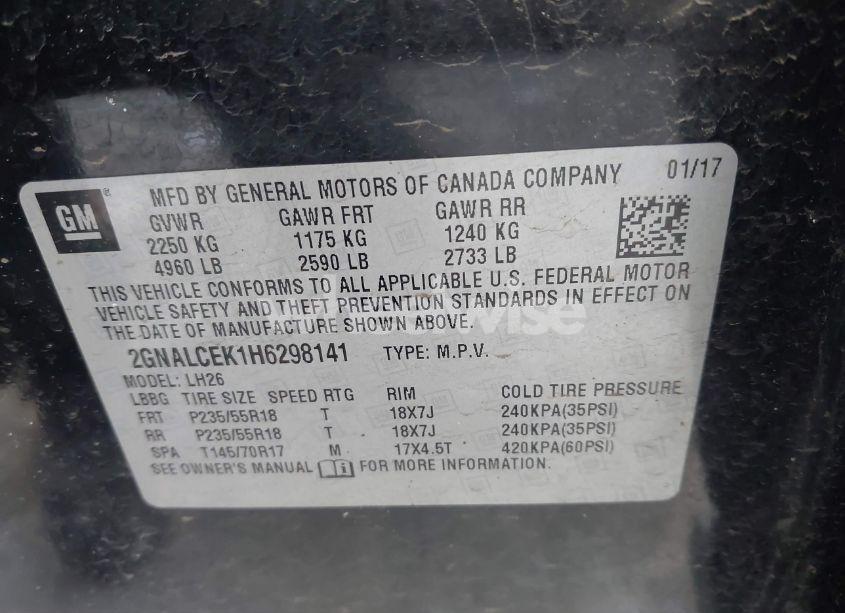 GM
MFD BY GENERAL MOTORS OF CANADA COMPANY 01/17
GVWR GAWR FRT GAWR RR
2250 KG 1175 KG 1240 KG
4960 LB 2590 LB 2733 LB
THIS VEHICLE CONFORMS TO ALL APPLICABLE U.S. FEDERAL MOTOR
VEHICLE SAFETY AND THEFT PREVENTION STANDARDS IN EFFECT ON
THE DATE OF MANUFACTURE SHOWN ABOVE.
2GNALCEK1H6298141 TYPE: M.P.V.
MODEL: LH26
LBBG TIRE SIZE SPEED RTG RIM COLD TIRE PRESSURE
FRT P235/55R18 T 18X7J 240KPA(35PSI)
RR P235/55R18 T 18X7J 240KPA(35PSI)
SPA T145/70R17 M 17X4.5T 420KPA(60PSI)
SEE OWNER'S MANUAL FOR MORE INFORMATION.